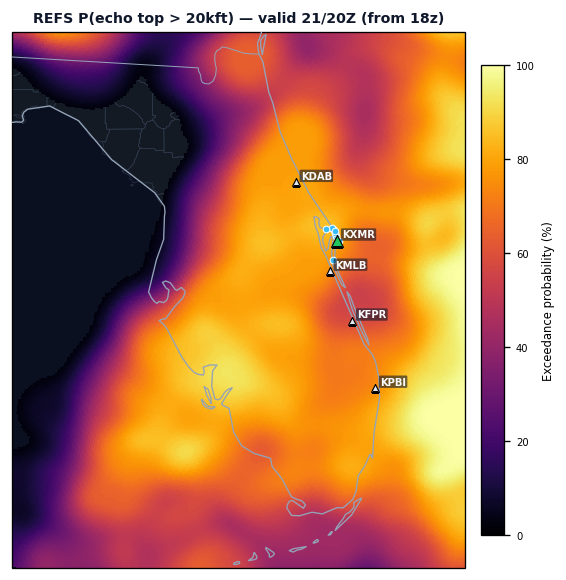 REFS P(echo top > 20kft) — valid 21/20Z (from 18z)
KDAB
KXMR
KMLB
KFPR
KPBI
100
80
60
40
20
0
Exceedance probability (%)